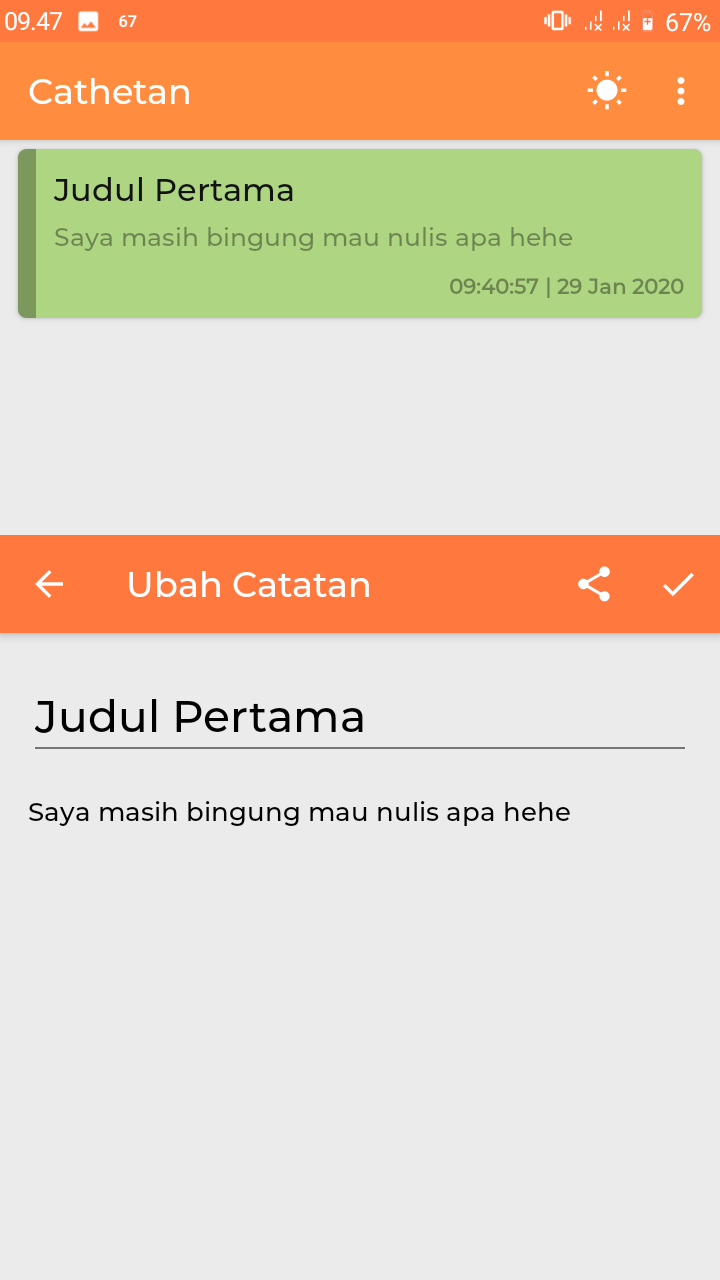 09.47 67 67%
Cathetan
Judul Pertama
Saya masih bingung mau nulis apa hehe
09:40:57 | 29 Jan 2020
Ubah Catatan
Judul Pertama
Saya masih bingung mau nulis apa hehe